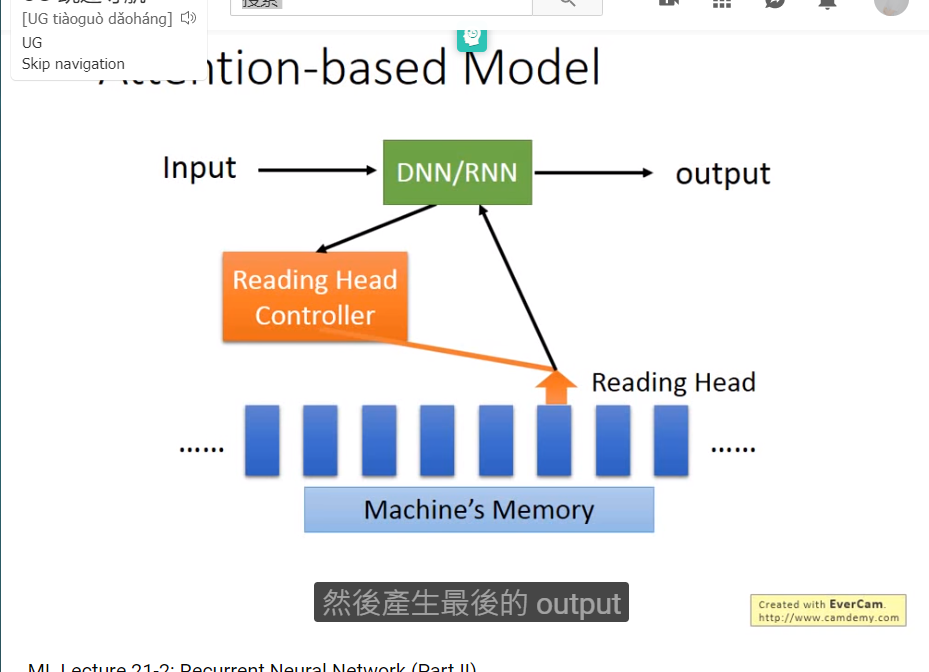 [UG tiàoguò dǎoháng]
UG
Skip navigation
搜索
Attention-based Model
Input
DNN/RNN
output
Reading Head
Controller
Reading Head
......
......
Machine's Memory
然後產生最後的 output
Created with EverCam.
http://www.camdemy.com
ML Lecture 21-2: Recurrent Neural Network (Part II)